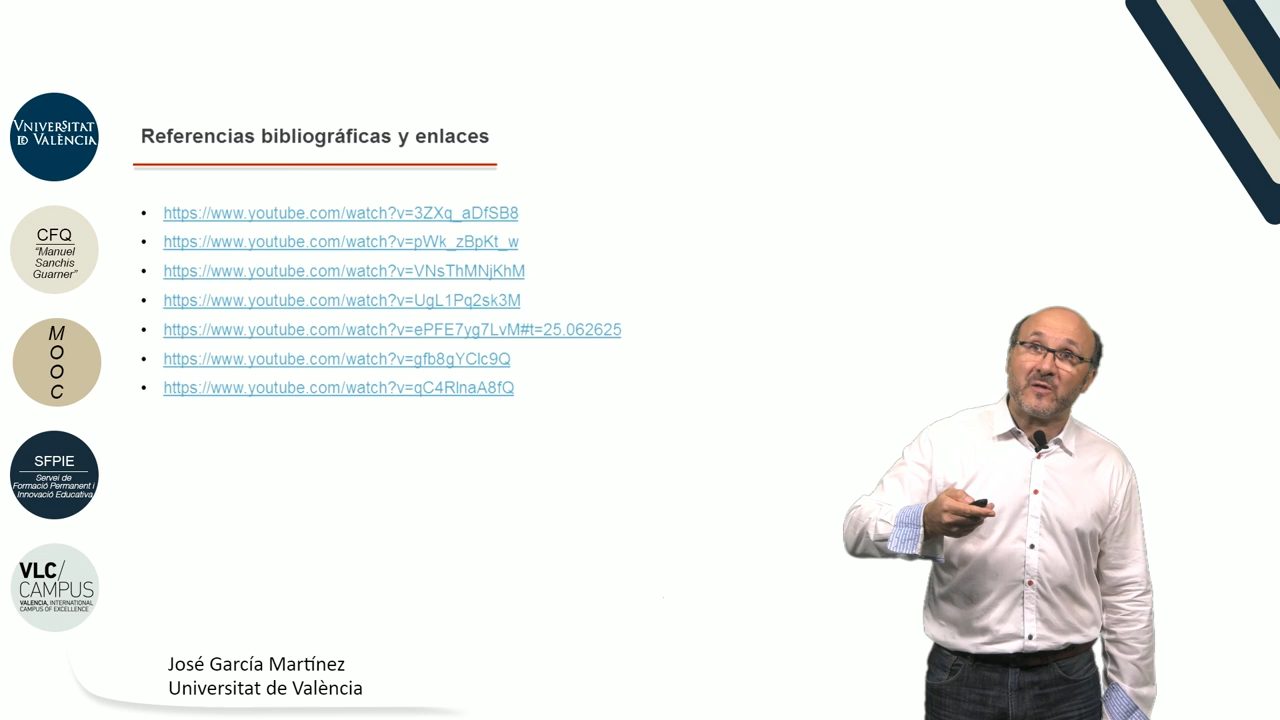 VNIVERSITAT
ID VALÈNCIA
CFQ
“Manuel
Sanchis
Guarner”
M
O
O
C
SFPIE
Servei de
Formació Permanent i
Innovació Educativa
VLC/
CAMPUS
VALENCIA, INTERNATIONAL
CAMPUS OF EXCELLENCE
Referencias bibliográficas y enlaces
• https://www.youtube.com/watch?v=3ZXq_aDfSB8
• https://www.youtube.com/watch?v=pWk_zBpKt_w
• https://www.youtube.com/watch?v=VNsThMNjKhM
• https://www.youtube.com/watch?v=UgL1Pq2sk3M
• https://www.youtube.com/watch?v=ePFE7yg7LvM#t=25.062625
• https://www.youtube.com/watch?v=gfb8gYClc9Q
• https://www.youtube.com/watch?v=qC4RlnaA8fQ
José García Martínez
Universitat de València